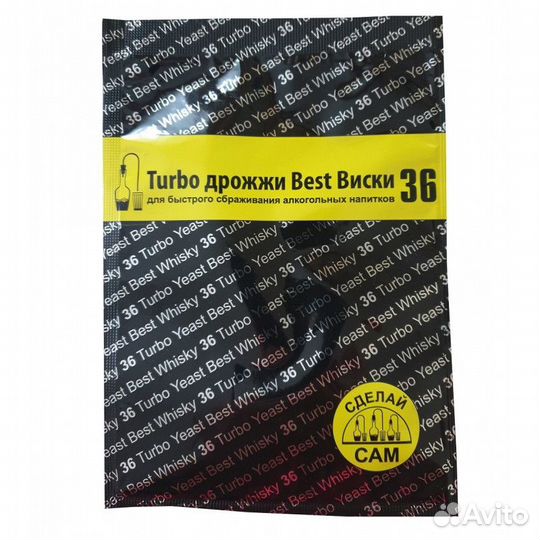 Turbo дрожжи Best Виски 36
для быстрого сбраживания алкогольных напитков
36 Turbo Yeast Best Whisky 36 Turbo Yeast Best Whisky
СДЕЛАЙ
САМ
Avito